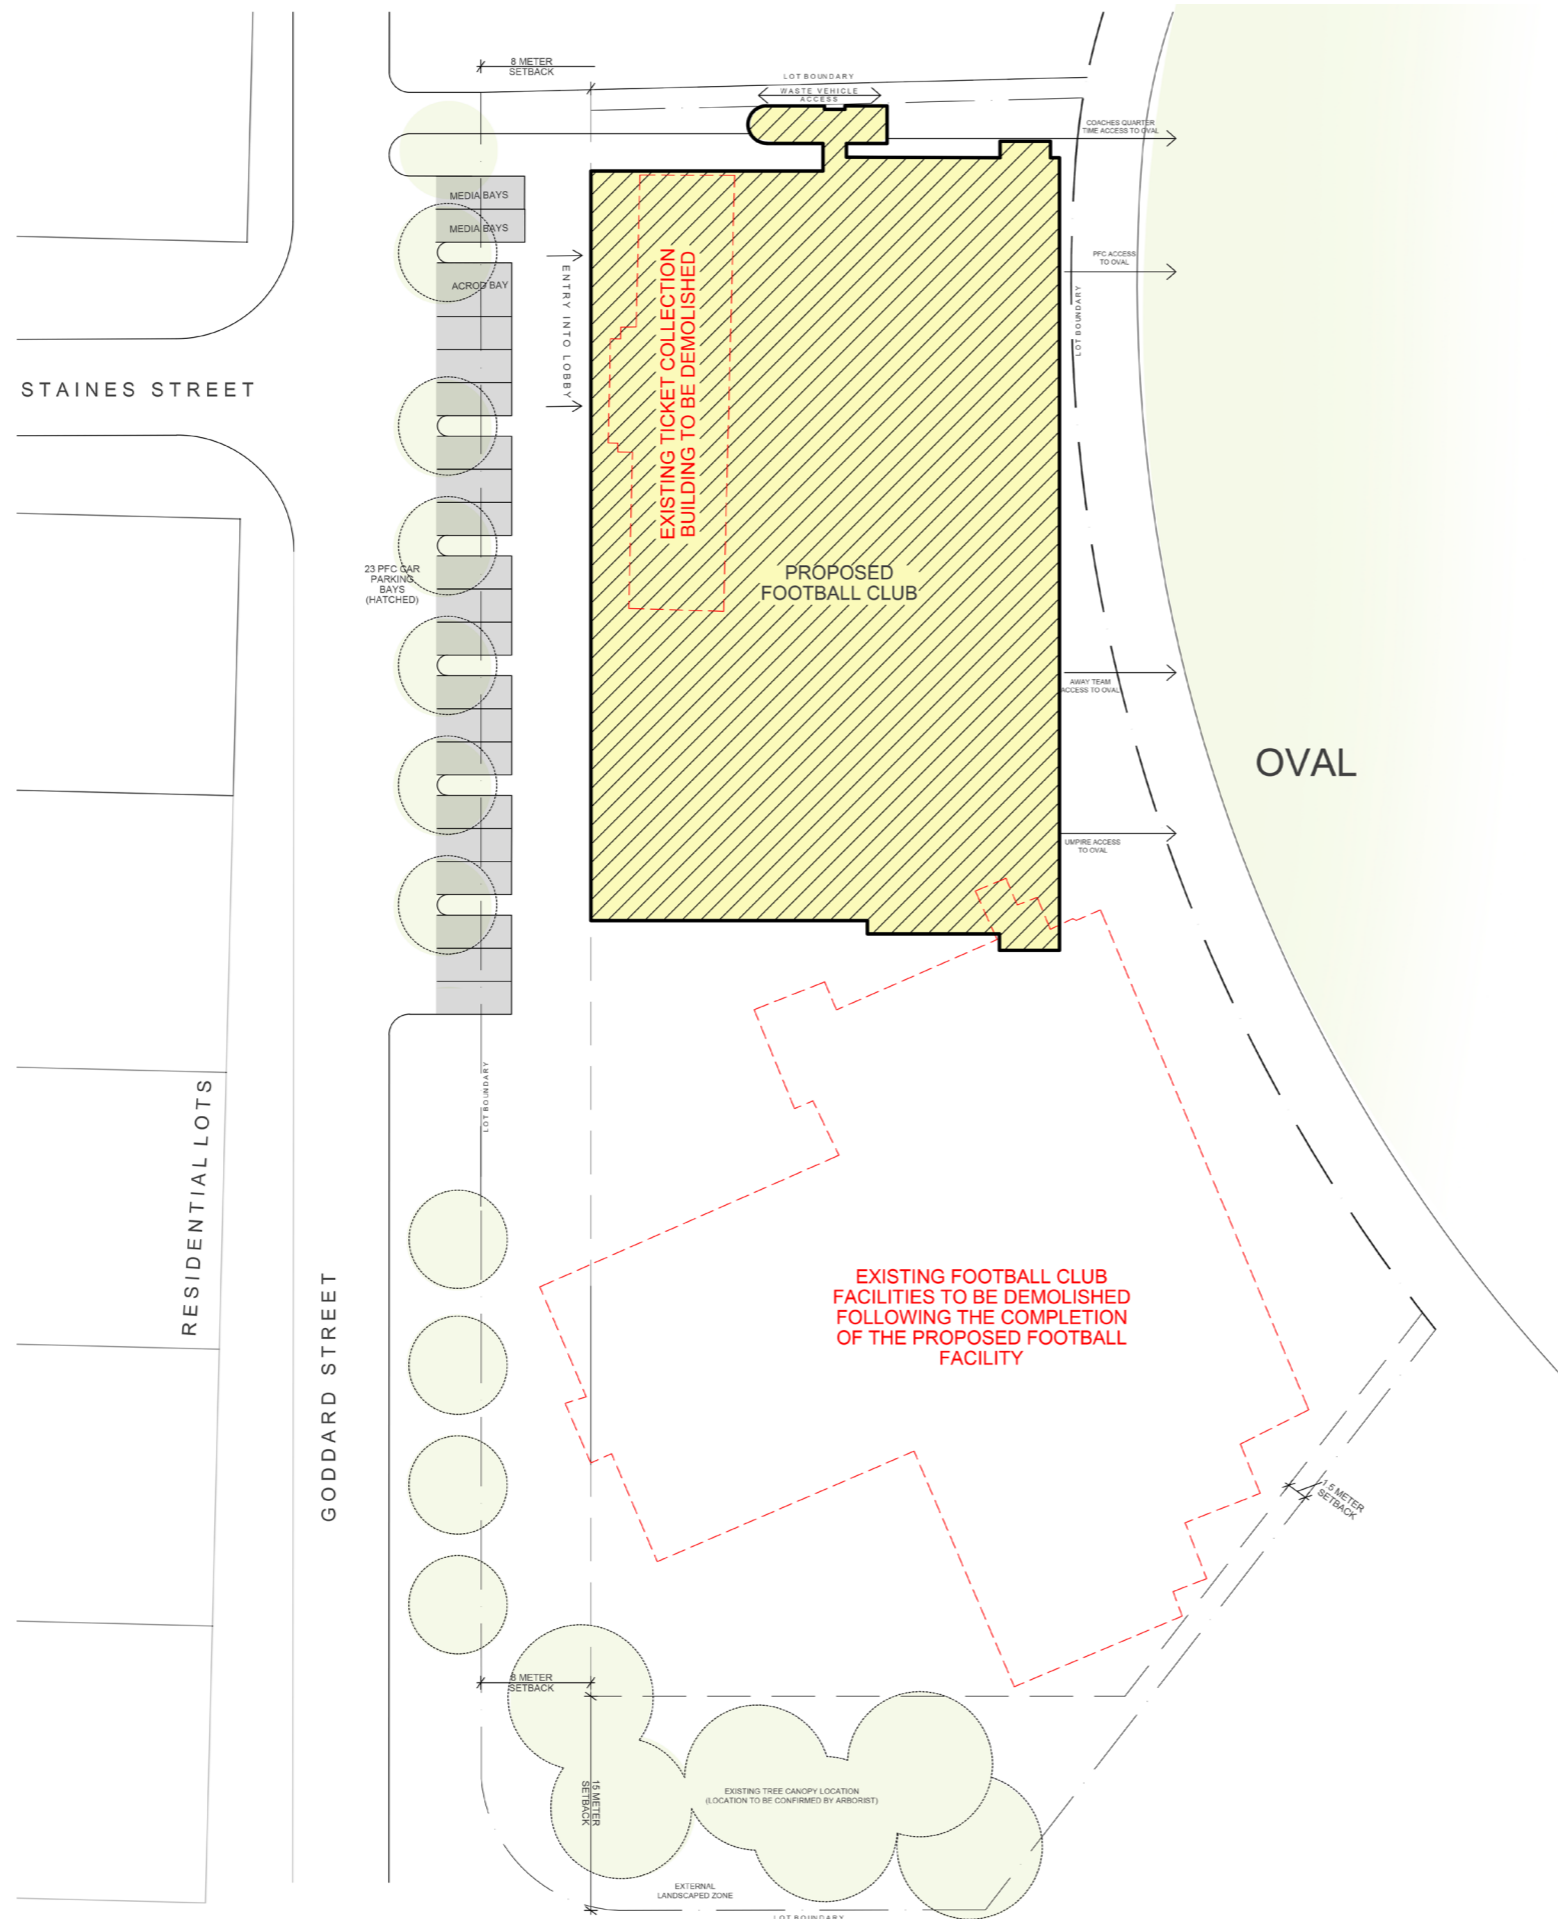 8 METER
SETBACK
LOT BOUNDARY
WASTE VEHICLE
ACCESS
COACHES QUARTER
TIME ACCESS TO OVAL
MEDIA BAYS
MEDIA BAYS
ACROD BAY
ENTRY INTO LOBBY
PFC ACCESS
TO OVAL
LOT BOUNDARY
STAINES STREET
EXISTING TICKET COLLECTION
BUILDING TO BE DEMOLISHED
23 PFC CAR
PARKING
BAYS
(HATCHED)
PROPOSED
FOOTBALL CLUB
AWAY TEAM
ACCESS TO OVAL
OVAL
UMPIRE ACCESS
TO OVAL
LOT BOUNDARY
RESIDENTIAL LOTS
GODDARD STREET
EXISTING FOOTBALL CLUB
FACILITIES TO BE DEMOLISHED
FOLLOWING THE COMPLETION
OF THE PROPOSED FOOTBALL
FACILITY
1.5 METER
SETBACK
8 METER
SETBACK
15 METER
SETBACK
EXISTING TREE CANOPY LOCATION
(LOCATION TO BE CONFIRMED BY ARBORIST)
EXTERNAL
LANDSCAPED ZONE
LOT BOUNDARY